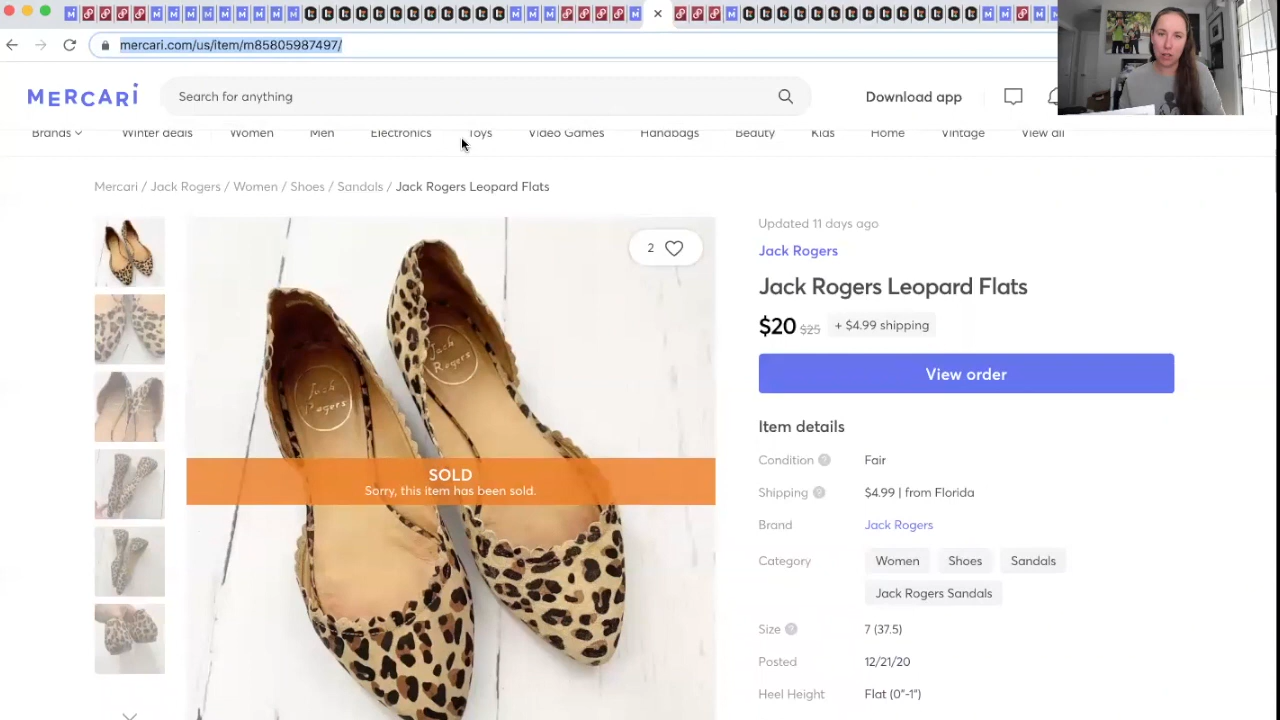 mercari.com/us/item/m85805987497/
MERCARI
Search for anything
Download app
Brands
Winter deals
Women
Men
Electronics
Toys
Video Games
Handbags
Beauty
Kids
Home
Vintage
View all
Mercari / Jack Rogers / Women / Shoes / Sandals / Jack Rogers Leopard Flats
2
Updated 11 days ago
Jack Rogers
Jack Rogers Leopard Flats
$20 $25 + $4.99 shipping
View order
Jack
Rogers
Jack
Rogers
SOLD
Sorry, this item has been sold.
Item details
Condition Fair
Shipping $4.99 | from Florida
Brand Jack Rogers
Category Women Shoes Sandals
Jack Rogers Sandals
Size 7 (37.5)
Posted 12/21/20
Heel Height Flat (0"-1")